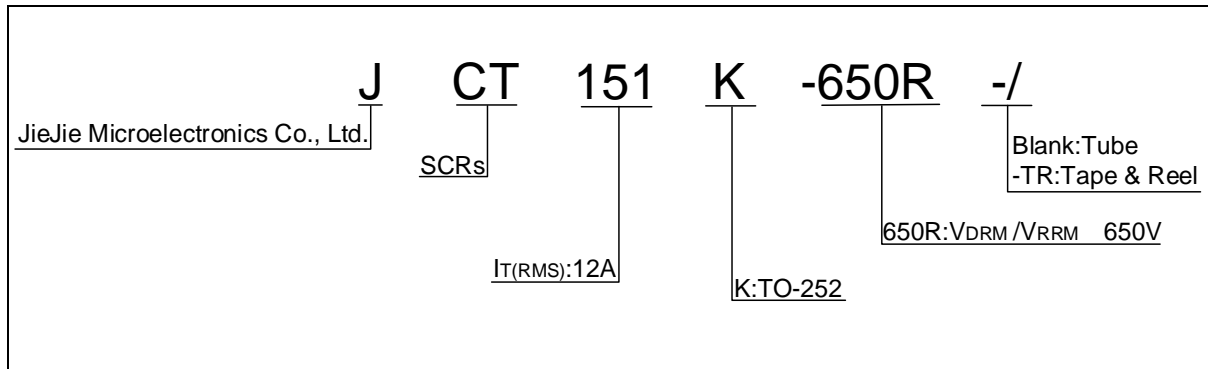 J CT 151 K -650R -/
JieJie Microelectronics Co., Ltd.
SCRs
IT(RMS):12A
K:TO-252
650R:VDRM /VRRM 650V
Blank:Tube
-TR:Tape & Reel